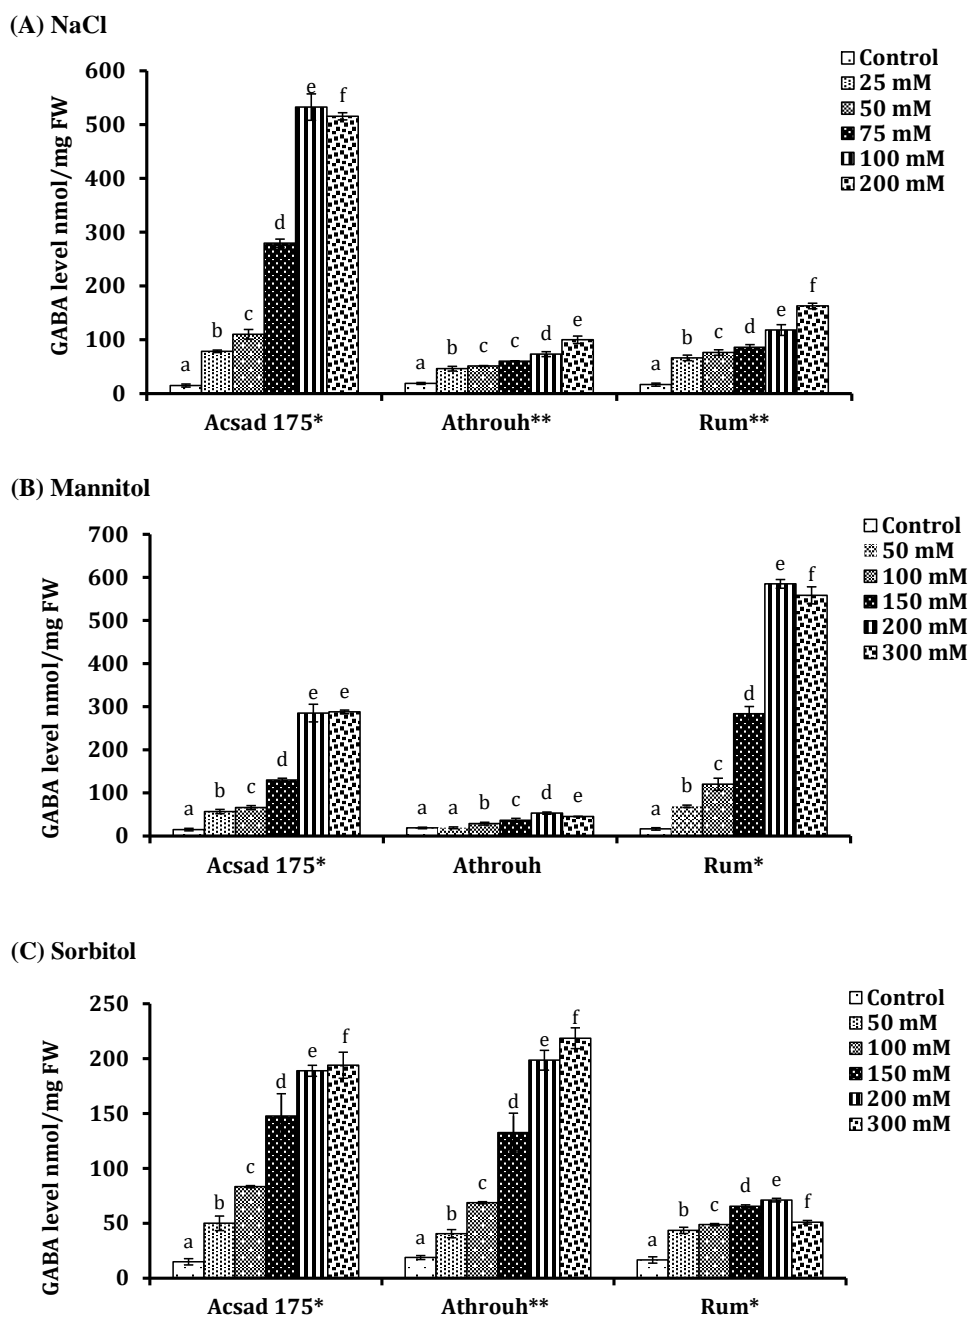 (A) NaCl
GABA level nmol/mg FW
600
500
400
300
200
100
0
a b c d e f
a b c c d e
a b c d e f
Acsad 175* Athrouh** Rum**
Control
25 mM
50 mM
75 mM
100 mM
200 mM
(B) Mannitol
GABA level nmol/mg FW
700
600
500
400
300
200
100
0
a b c d e e
a a b c d e
a b c d e f
Acsad 175* Athrouh Rum*
Control
50 mM
100 mM
150 mM
200 mM
300 mM
(C) Sorbitol
GABA level nmol/mg FW
250
200
150
100
50
0
a b c d e f
a b c d e f
a b c d e f
Acsad 175* Athrouh** Rum*
Control
50 mM
100 mM
150 mM
200 mM
300 mM